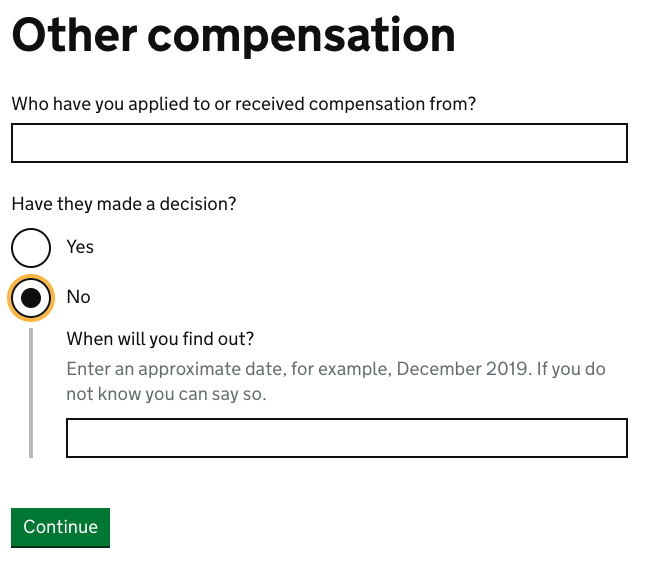 Other compensation
Who have you applied to or received compensation from?
Have they made a decision?
Yes
No
When will you find out?
Enter an approximate date, for example, December 2019. If you do
not know you can say so.
Continue